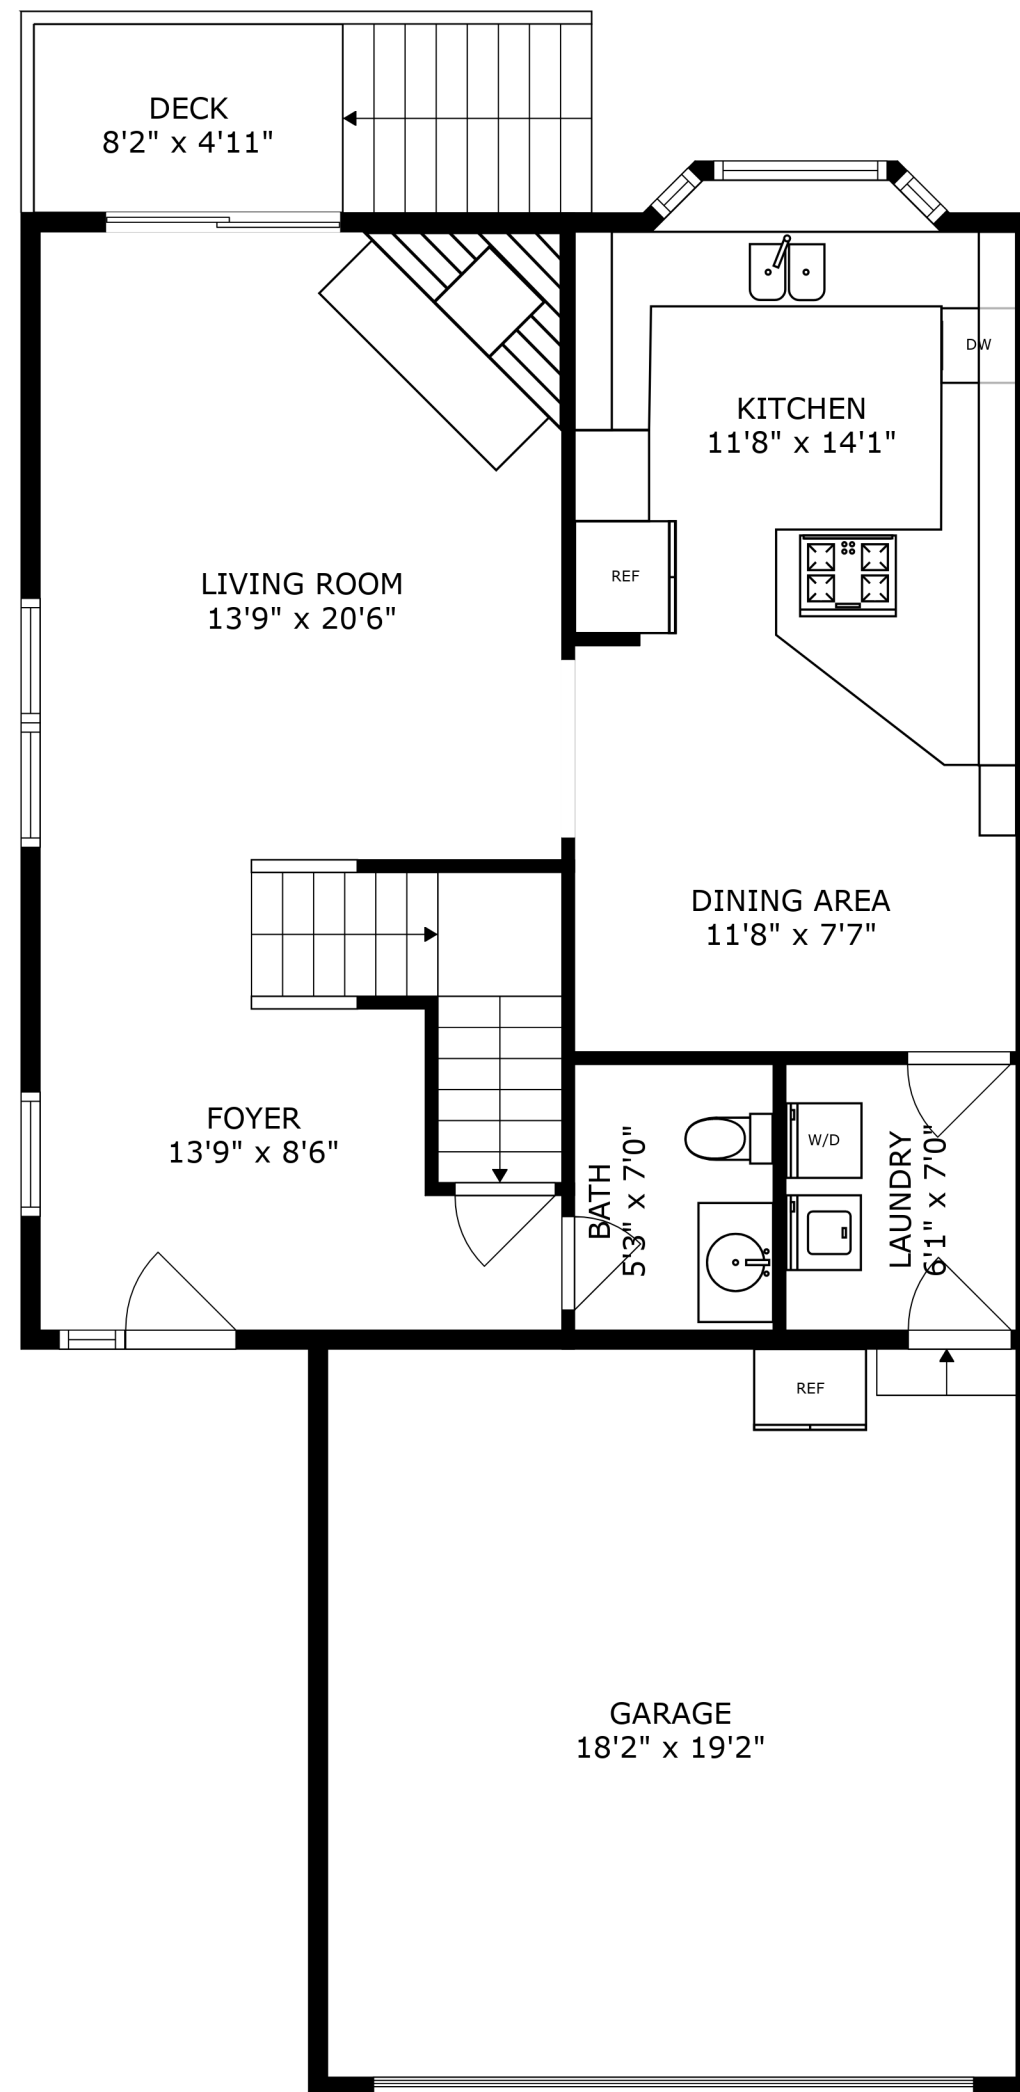 DECK
8'2" x 4'11"
DW
KITCHEN
11'8" x 14'1"
REF
LIVING ROOM
13'9" x 20'6"
DINING AREA
11'8" x 7'7"
FOYER
13'9" x 8'6"
BATH
5'3" x 7'0"
W/D
LAUNDRY
6'1" x 7'0"
REF
GARAGE
18'2" x 19'2"